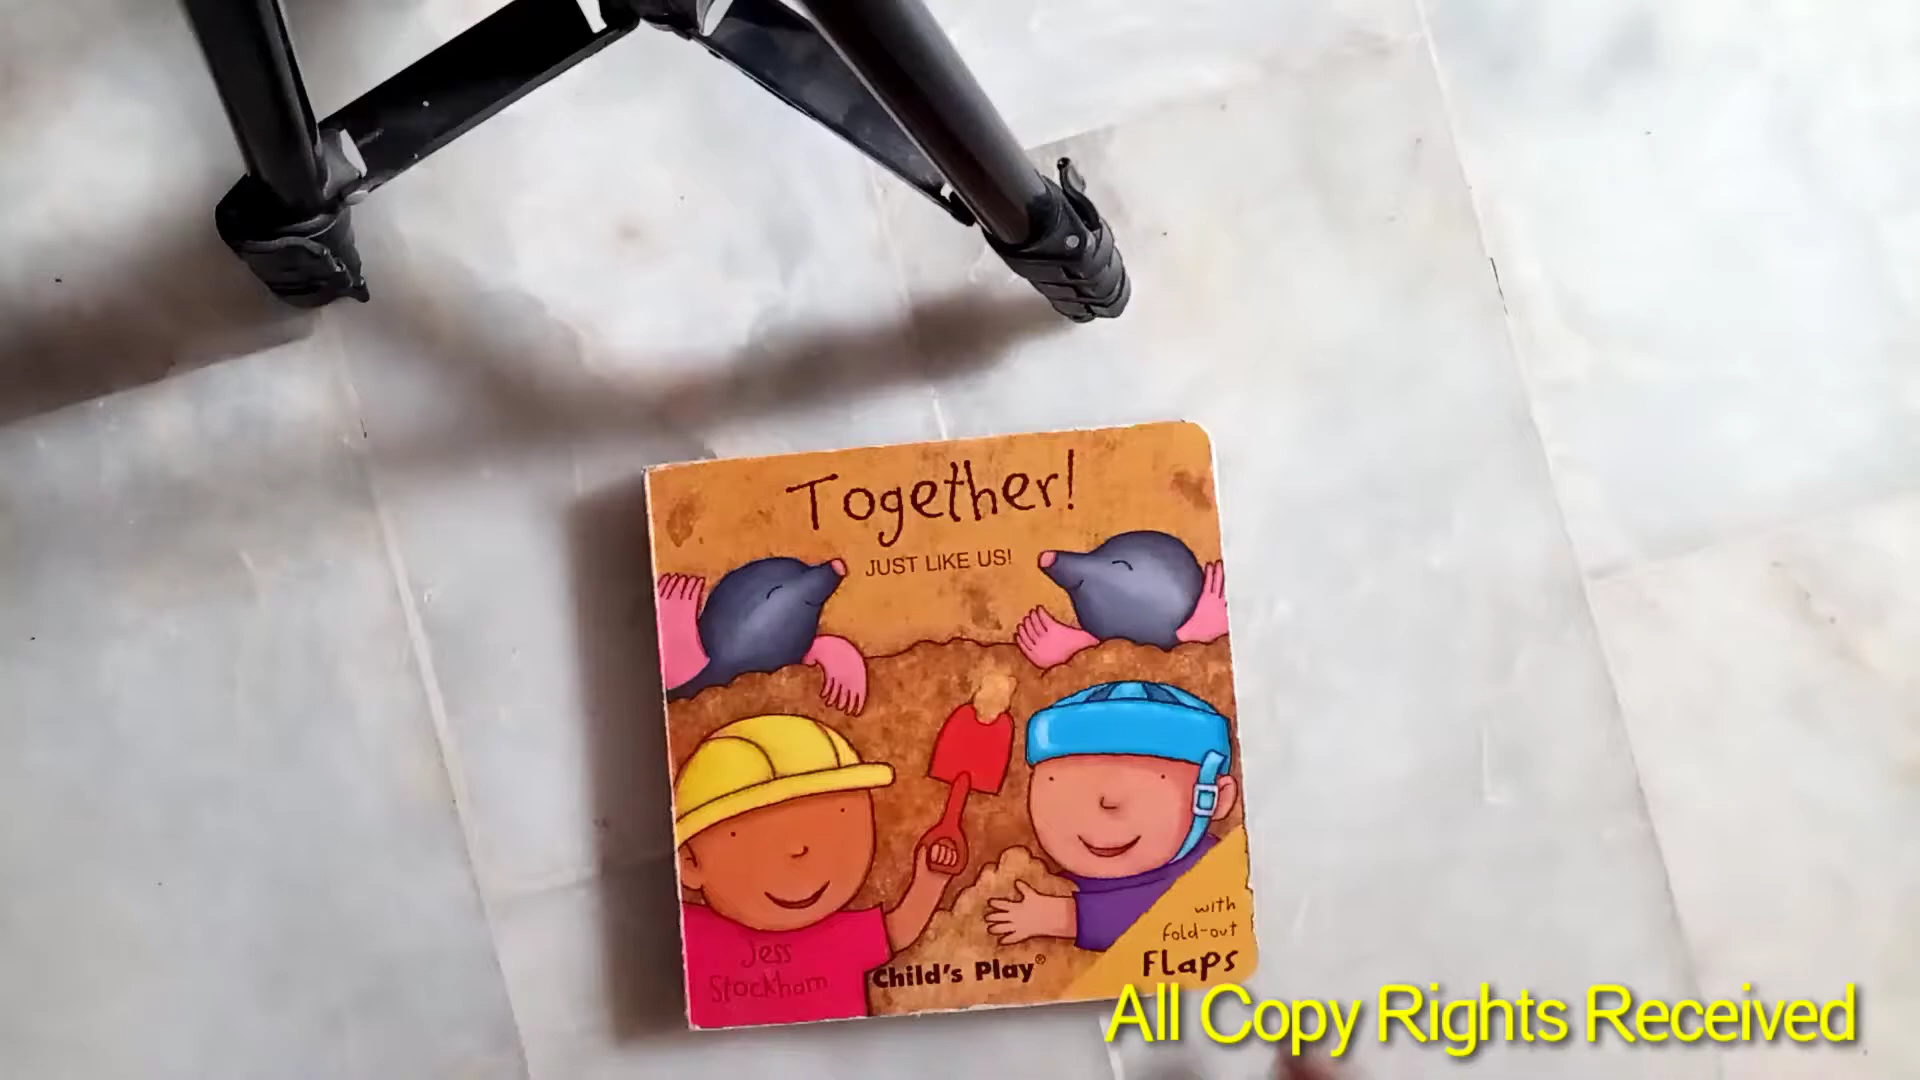 Together!
JUST LIKE US!
Jess
Stockham
Child's Play®
with
fold-out
FLaps
All Copy Rights Received